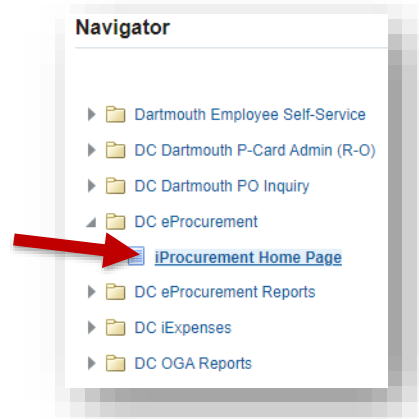 Navigator
Dartmouth Employee Self-Service
DC Dartmouth P-Card Admin (R-O)
DC Dartmouth PO Inquiry
DC eProcurement
iProcurement Home Page
DC eProcurement Reports
DC iExpenses
DC OGA Reports